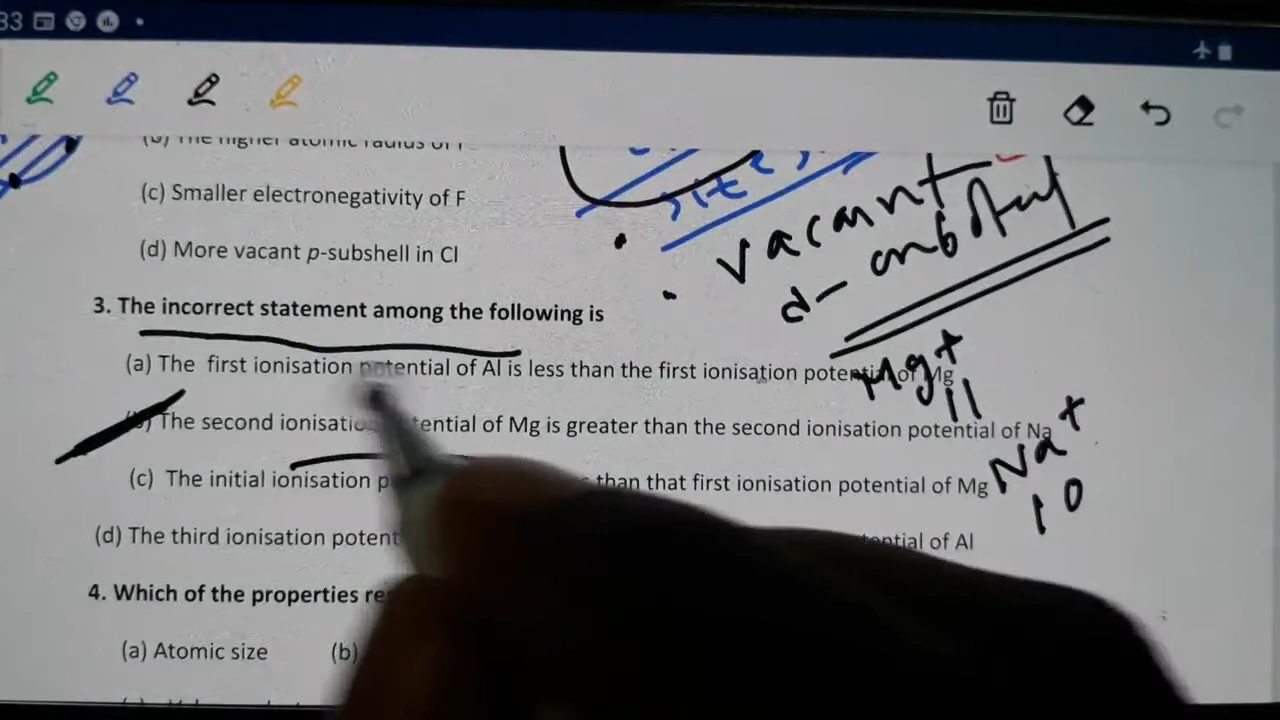 33
(c) Smaller electronegativity of F
(d) More vacant p-subshell in Cl
vacant
d-
3. The incorrect statement among the following is
(a) The first ionisation potential of Al is less than the first ionisation potential of Mg
Mg+
11
The second ionisation potential of Mg is greater than the second ionisation potential of Na
Na+
10
(c) The initial ionisation than that first ionisation potential of Mg
(d) The third ionisation of Al
4. Which of the properties
(a) Atomic size (b)